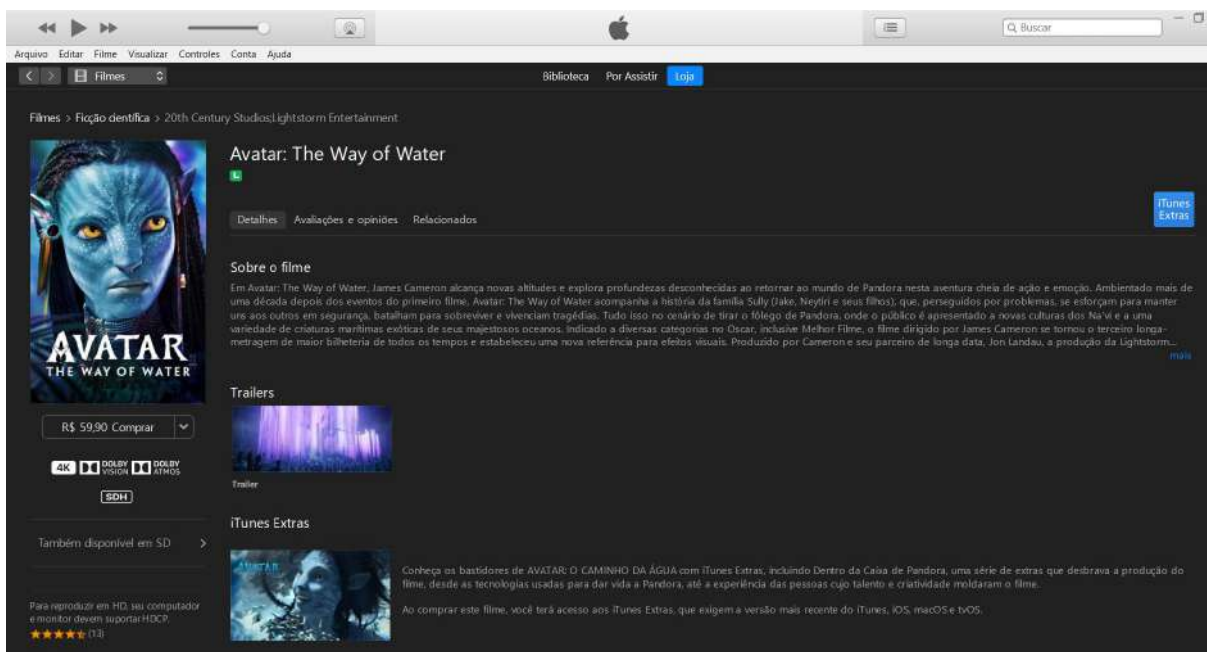 Buscar
Arquivo Editar Filme Visualizar Controles Conta Ajuda
Filmes
Biblioteca Por Assistir Loja
Filmes > Ficção científica > 20th Century Studios;Lightstorm Entertainment
Avatar: The Way of Water
L
iTunes
Extras
Detalhes Avaliações e opiniões Relacionados
Sobre o filme
Em Avatar: The Way of Water, James Cameron alcança novas altitudes e explora profundezas desconhecidas ao retornar ao mundo de Pandora nesta aventura cheia de ação e emoção. Ambientado mais de
uma década depois dos eventos do primeiro filme, Avatar: The Way of Water acompanha a história da família Sully (Jake, Neytiri e seus filhos), que, perseguidos por problemas, se esforçam para manter
uns aos outros em segurança, batalham para sobreviver e vivenciam tragédias. Tudo isso no cenário de tirar o fôlego de Pandora, onde o público é apresentado a novas culturas dos Na'vi e a uma
variedade de criaturas marítimas exóticas de seus majestosos oceanos. Indicado a diversas categorias no Oscar, inclusive Melhor Filme, o filme dirigido por James Cameron se tornou o terceiro longa-
metragem de maior bilheteria de todos os tempos e estabeleceu uma nova referência para efeitos visuais. Produzido por Cameron e seu parceiro de longa data, Jon Landau, a produção da Lightstorm...
mais
AVATAR
THE WAY OF WATER
R$ 59,90 Comprar
4K DOLBY VISION DOLBY ATMOS
SDH
Também disponível em SD >
Para reproduzir em HD, seu computador
e monitor devem suportar HDCP.
(13)
Trailers
Trailer
iTunes Extras
AVATAR
Conheça os bastidores de AVATAR: O CAMINHO DA ÁGUA com iTunes Extras, incluindo Dentro da Caixa de Pandora, uma série de extras que desbrava a produção do
filme, desde as tecnologias usadas para dar vida a Pandora, até a experiência das pessoas cujo talento e criatividade moldaram o filme.
Ao comprar este filme, você terá acesso aos iTunes Extras, que exigem a versão mais recente do iTunes, iOS, macOS e tvOS.